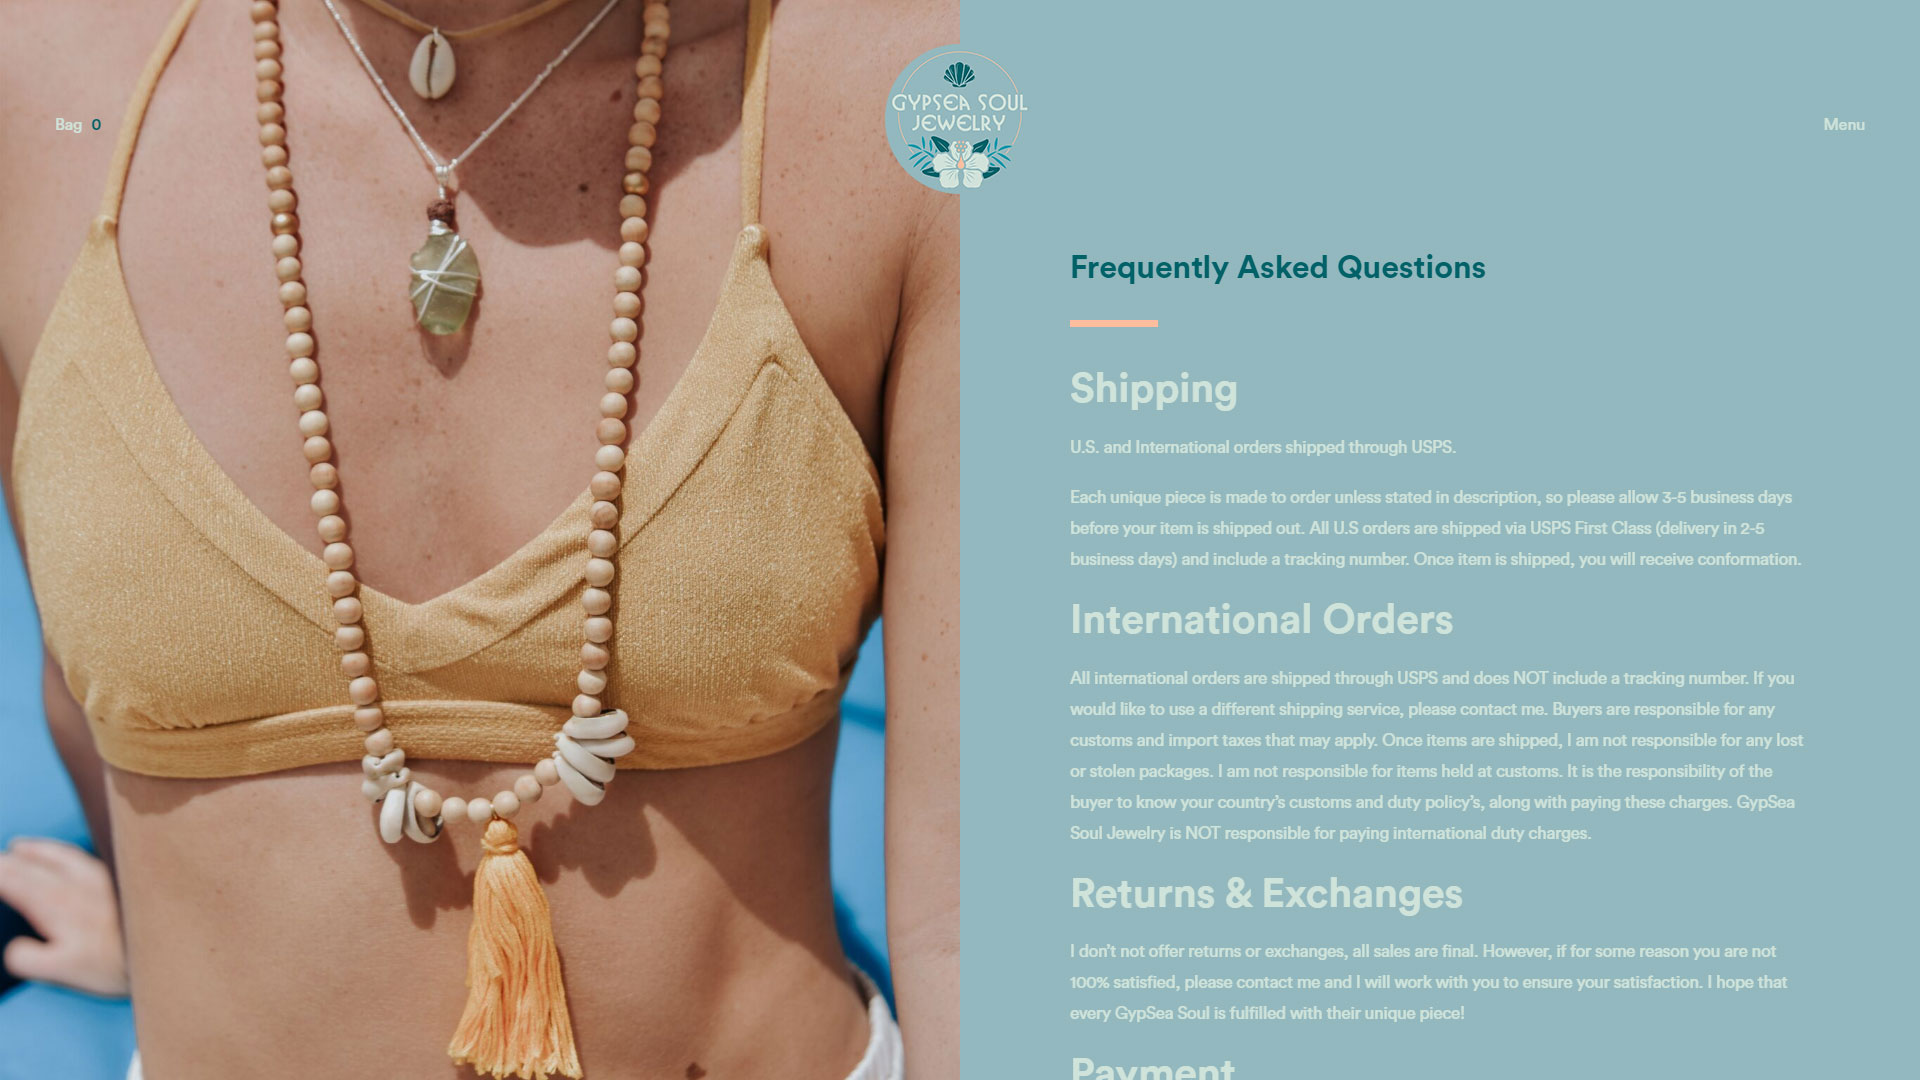 Bag 0
GYPSEA SOUL
JEWELRY
Menu
Frequently Asked Questions
Shipping
U.S. and International orders shipped through USPS.
Each unique piece is made to order unless stated in description, so please allow 3-5 business days
before your item is shipped out. All U.S orders are shipped via USPS First Class (delivery in 2-5
business days) and include a tracking number. Once item is shipped, you will receive conformation.
International Orders
All international orders are shipped through USPS and does NOT include a tracking number. If you
would like to use a different shipping service, please contact me. Buyers are responsible for any
customs and import taxes that may apply. Once items are shipped, I am not responsible for any lost
or stolen packages. I am not responsible for items held at customs. It is the responsibility of the
buyer to know your country’s customs and duty policy’s, along with paying these charges. GypSea
Soul Jewelry is NOT responsible for paying international duty charges.
Returns & Exchanges
I don’t not offer returns or exchanges, all sales are final. However, if for some reason you are not
100% satisfied, please contact me and I will work with you to ensure your satisfaction. I hope that
every GypSea Soul is fulfilled with their unique piece!
Payment